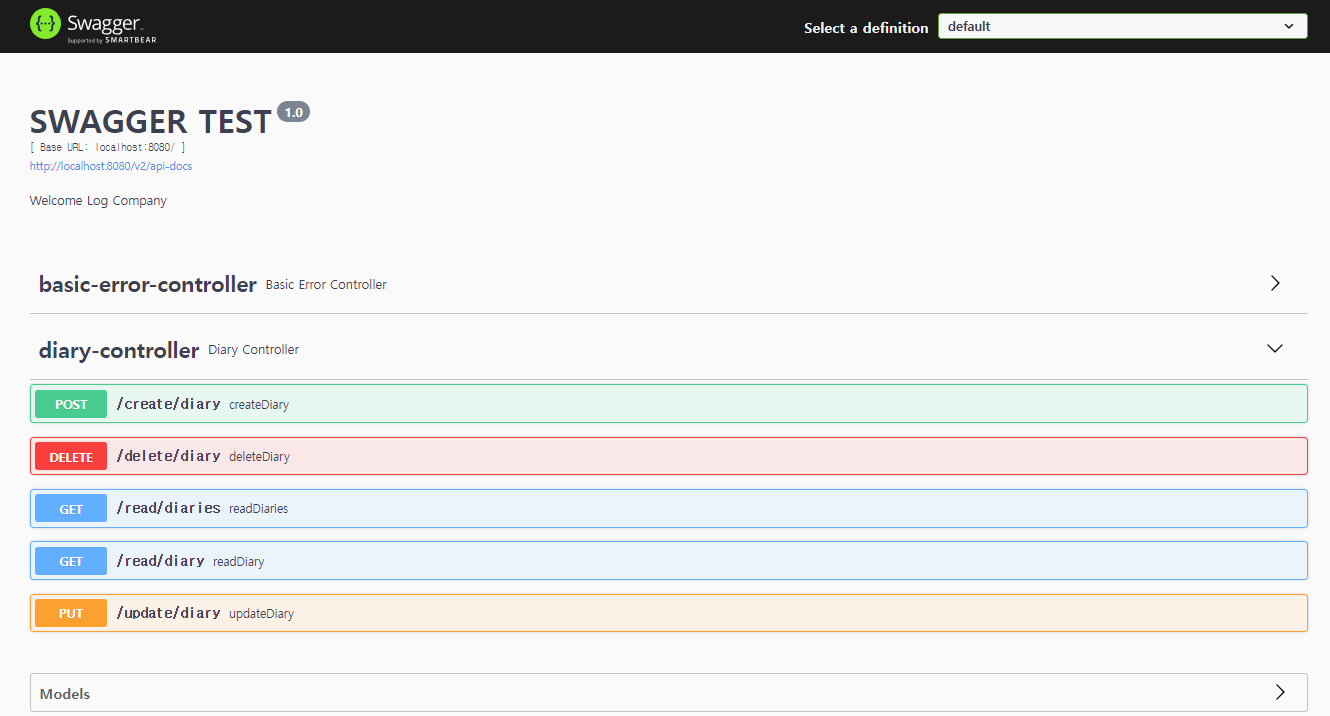 Swagger
Supported by SMARTBEAR
Select a definition
default
SWAGGER TEST 1.0
[ Base URL: localhost:8080/ ]
http://localhost:8080/v2/api-docs
Welcome Log Company
basic-error-controller Basic Error Controller
diary-controller Diary Controller
POST /create/diary createDiary
DELETE /delete/diary deleteDiary
GET /read/diaries readDiaries
GET /read/diary readDiary
PUT /update/diary updateDiary
Models